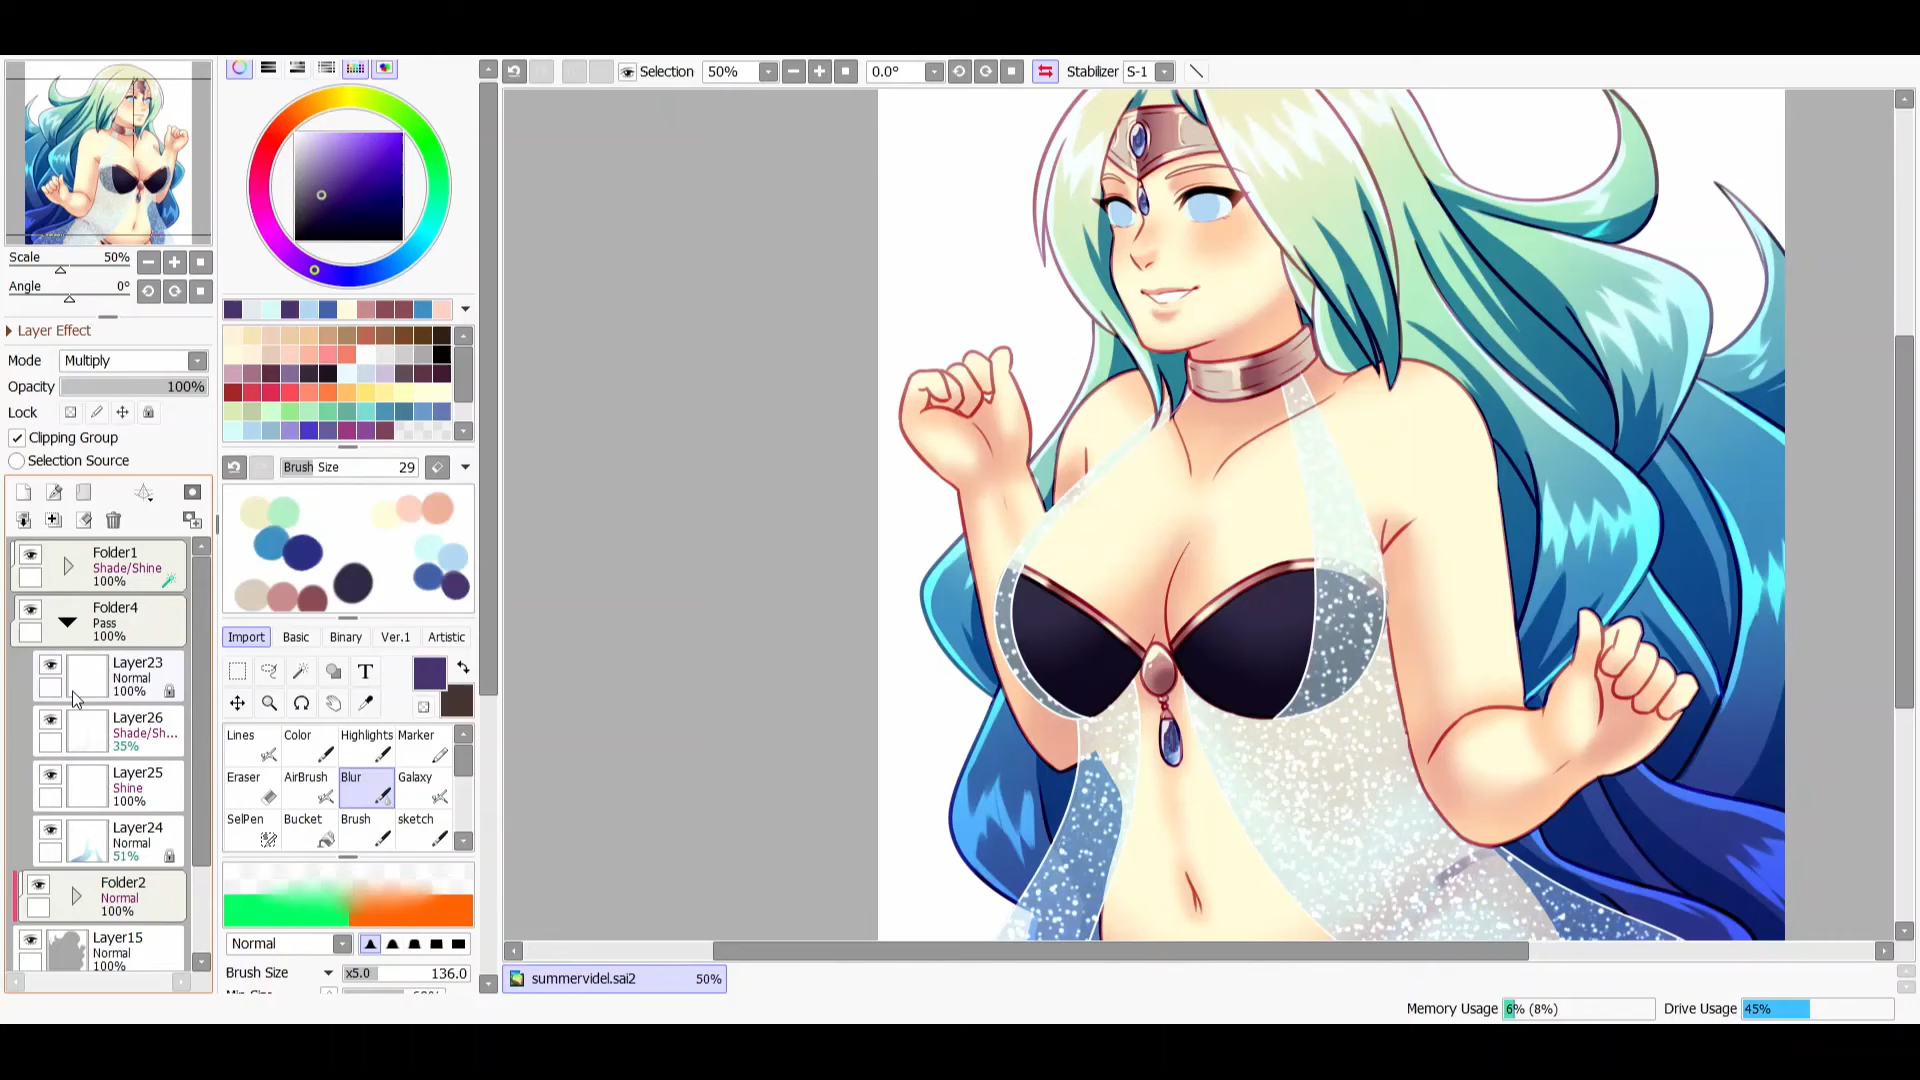 Selection 50% 0.0° Stabilizer S-1
Scale 50%
Angle 0°
Layer Effect
Mode Multiply
Opacity 100%
Lock
Clipping Group
Selection Source
Folder1
Shade/Shine
100%
Folder4
Pass
100%
Layer23
Normal
100%
Layer26
Shade/Sh...
35%
Layer25
Shine
100%
Layer24
Normal
51%
Folder2
Normal
100%
Layer15
Normal
100%
Brush Size 29
Import Basic Binary Ver.1 Artistic
T
Lines Color Highlights Marker
Eraser AirBrush Blur Galaxy
SelPen Bucket Brush sketch
Normal
Brush Size x5.0 136.0
summervidel.sai2 50%
Memory Usage 6% (8%) Drive Usage 45%